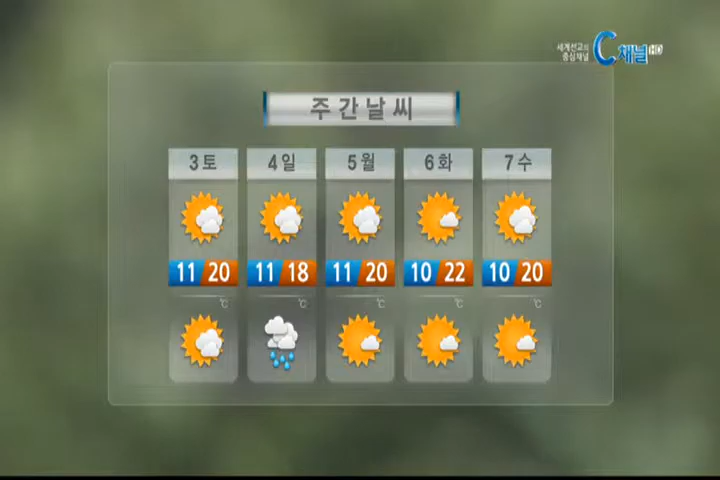 세계선교의
중심채널
C채널HD
주간날씨
3토 4일 5월 6화 7수
11 20 11 18 11 20 10 22 10 20
℃ ℃ ℃ ℃ ℃